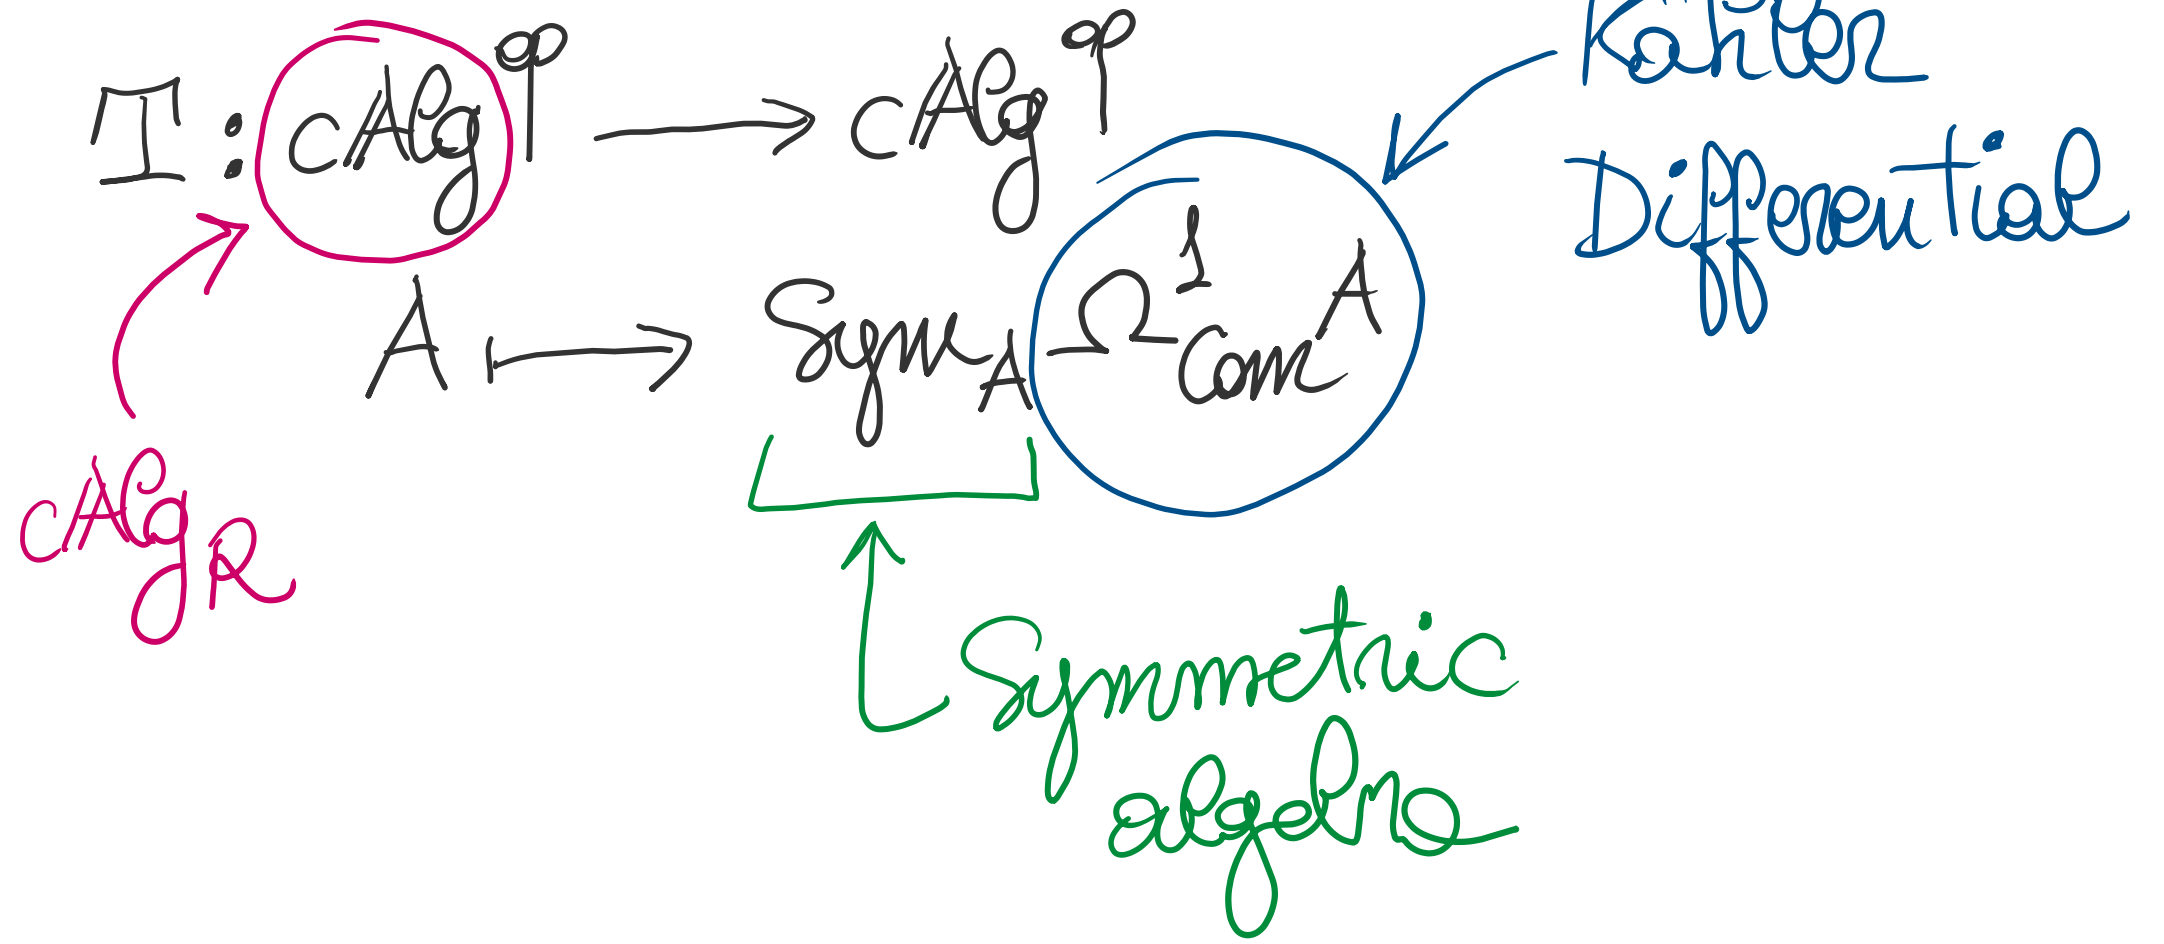 T : cAlg^op → cAlg^op
A ↦ Sym_A Ω^1_Com A
Kähler
Differential
cAlg_R
Symmetric
algebra